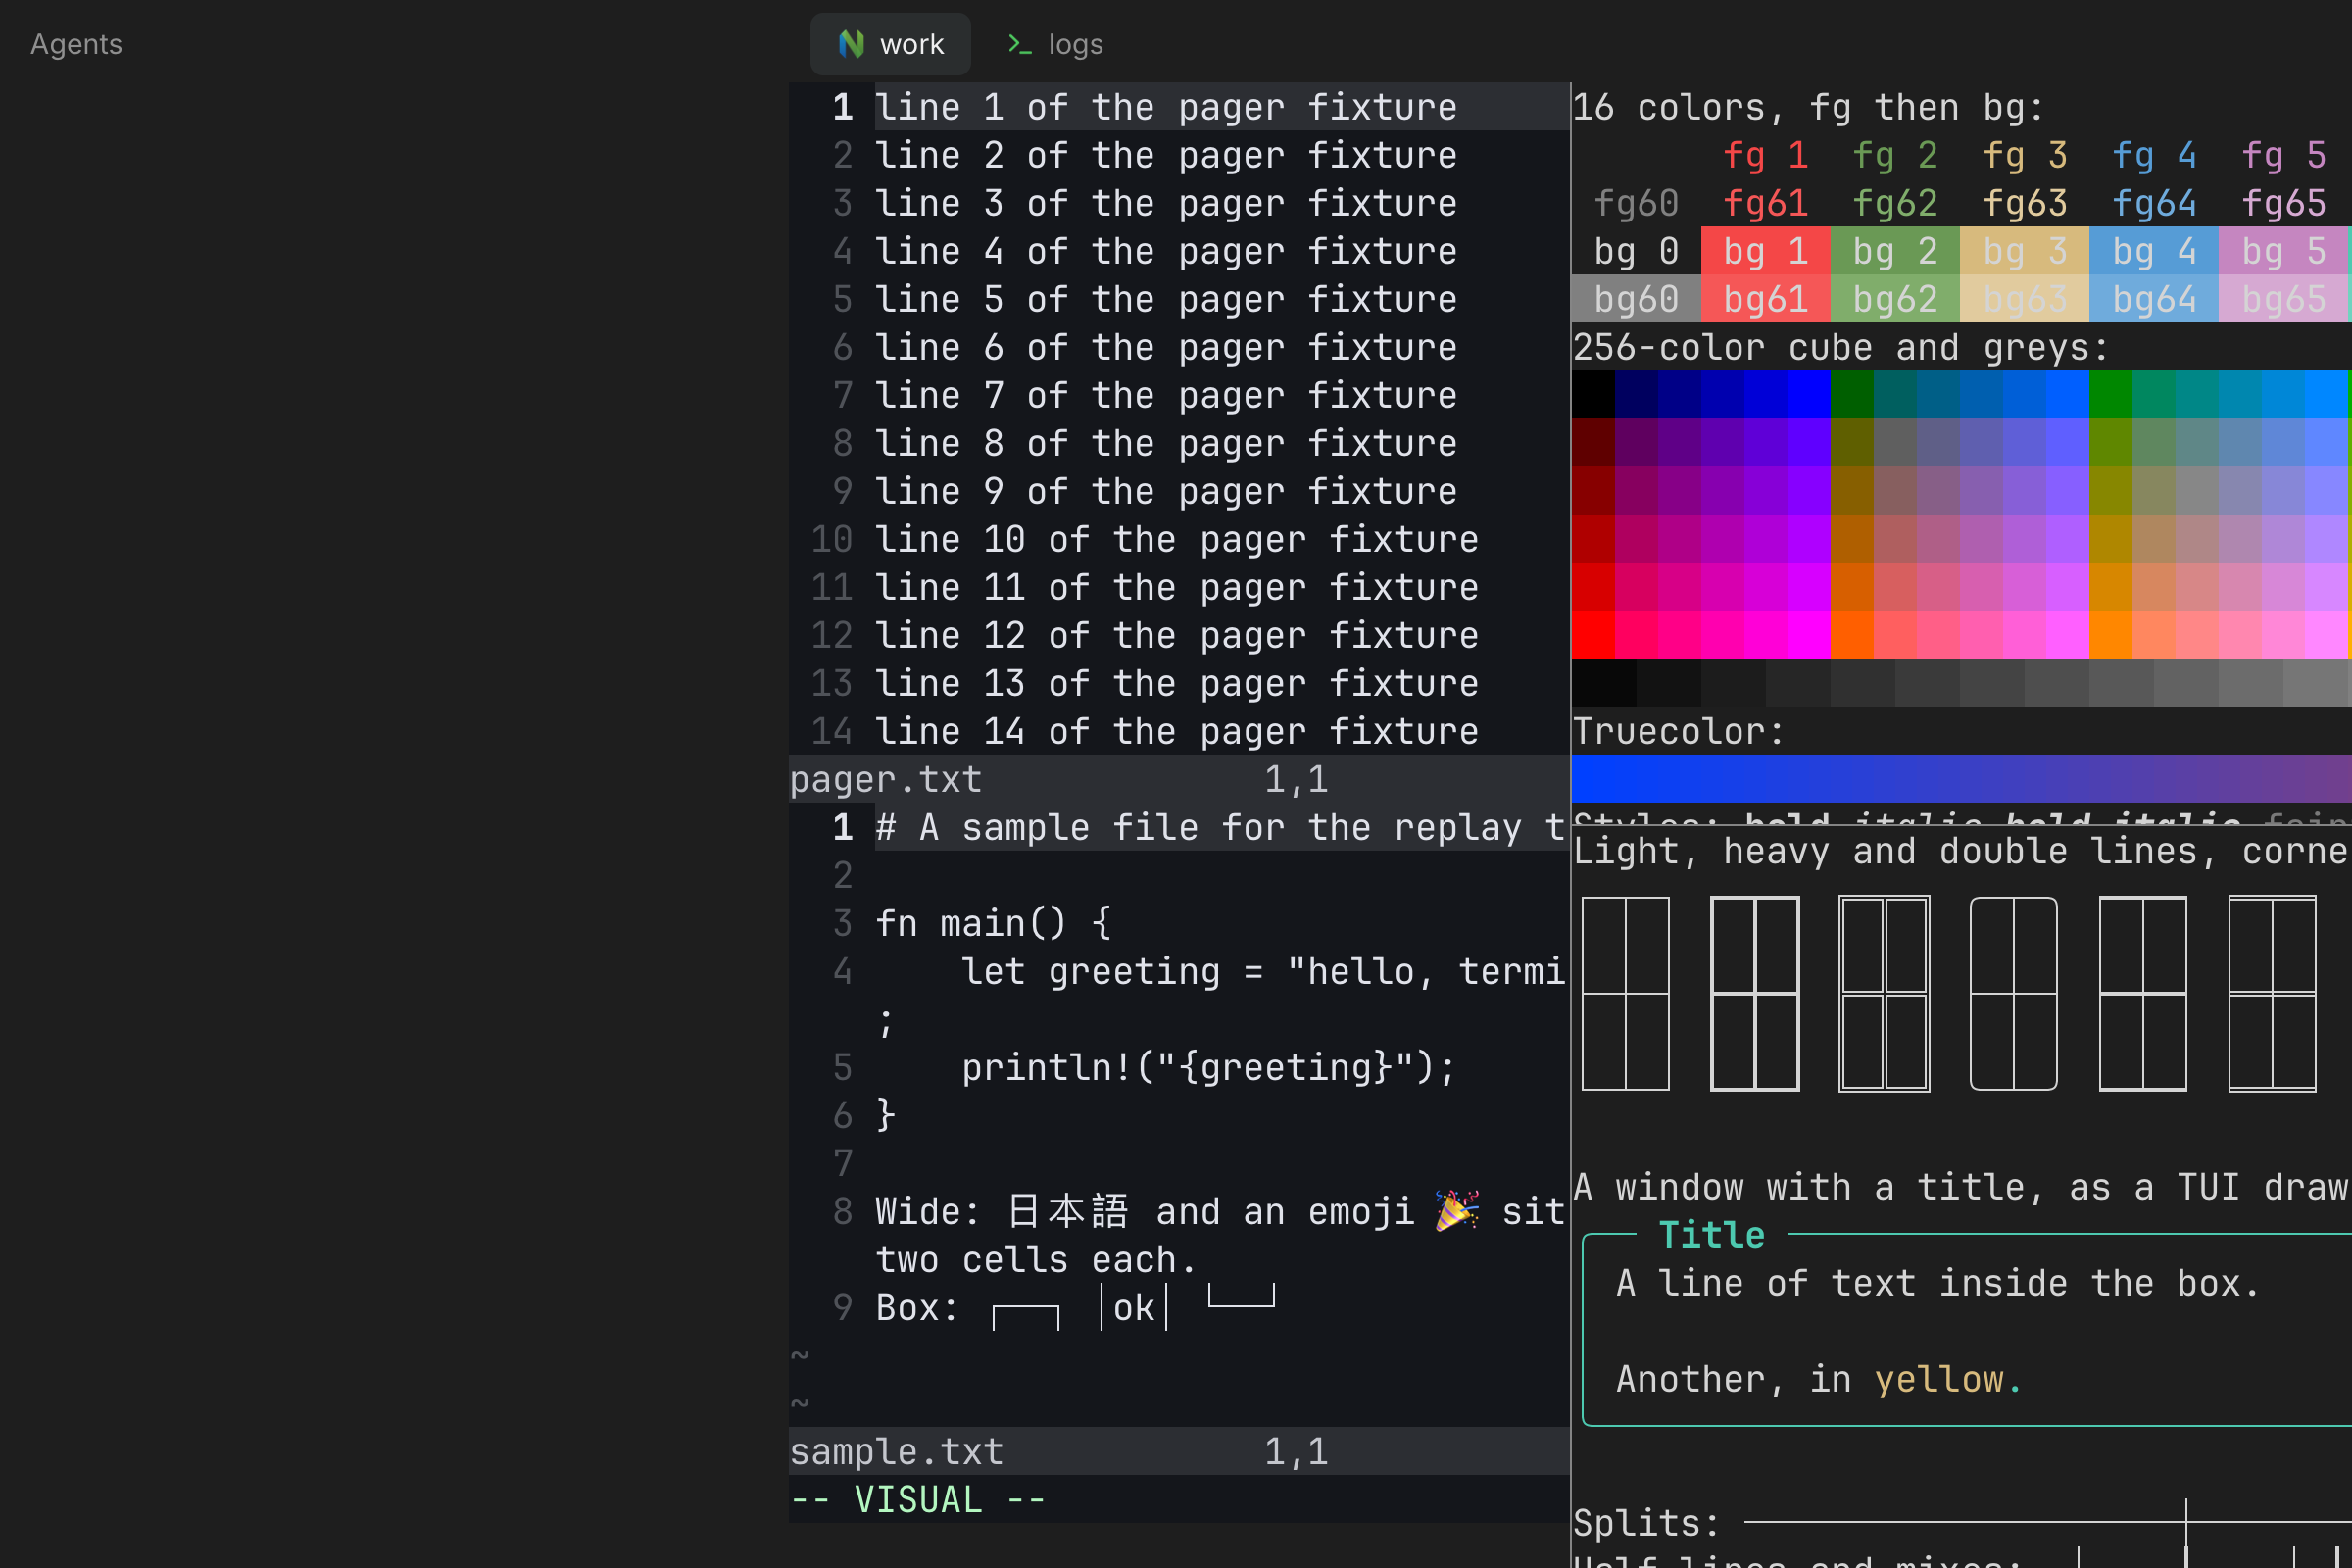 Agents
work
logs
1 line 1 of the pager fixture
2 line 2 of the pager fixture
3 line 3 of the pager fixture
4 line 4 of the pager fixture
5 line 5 of the pager fixture
6 line 6 of the pager fixture
7 line 7 of the pager fixture
8 line 8 of the pager fixture
9 line 9 of the pager fixture
10 line 10 of the pager fixture
11 line 11 of the pager fixture
12 line 12 of the pager fixture
13 line 13 of the pager fixture
14 line 14 of the pager fixture
pager.txt 1,1
1 # A sample file for the replay t
2
3 fn main() {
4     let greeting = "hello, termi
;
5     println!("{greeting}");
6 }
7
8 Wide: 日本語 and an emoji 🎉 sit
two cells each.
9 Box: ┌──┐ │ok│ └──┘
~
~
sample.txt 1,1
-- VISUAL --
16 colors, fg then bg:
fg 1 fg 2 fg 3 fg 4 fg 5
fg60 fg61 fg62 fg63 fg64 fg65
bg 0 bg 1 bg 2 bg 3 bg 4 bg 5
bg60 bg61 bg62 bg63 bg64 bg65
256-color cube and greys:
Truecolor:
Styles: bold italic bold italic
Light, heavy and double lines, corne
A window with a title, as a TUI draw
Title
A line of text inside the box.
Another, in yellow.
Splits:
Half lines and mixes: